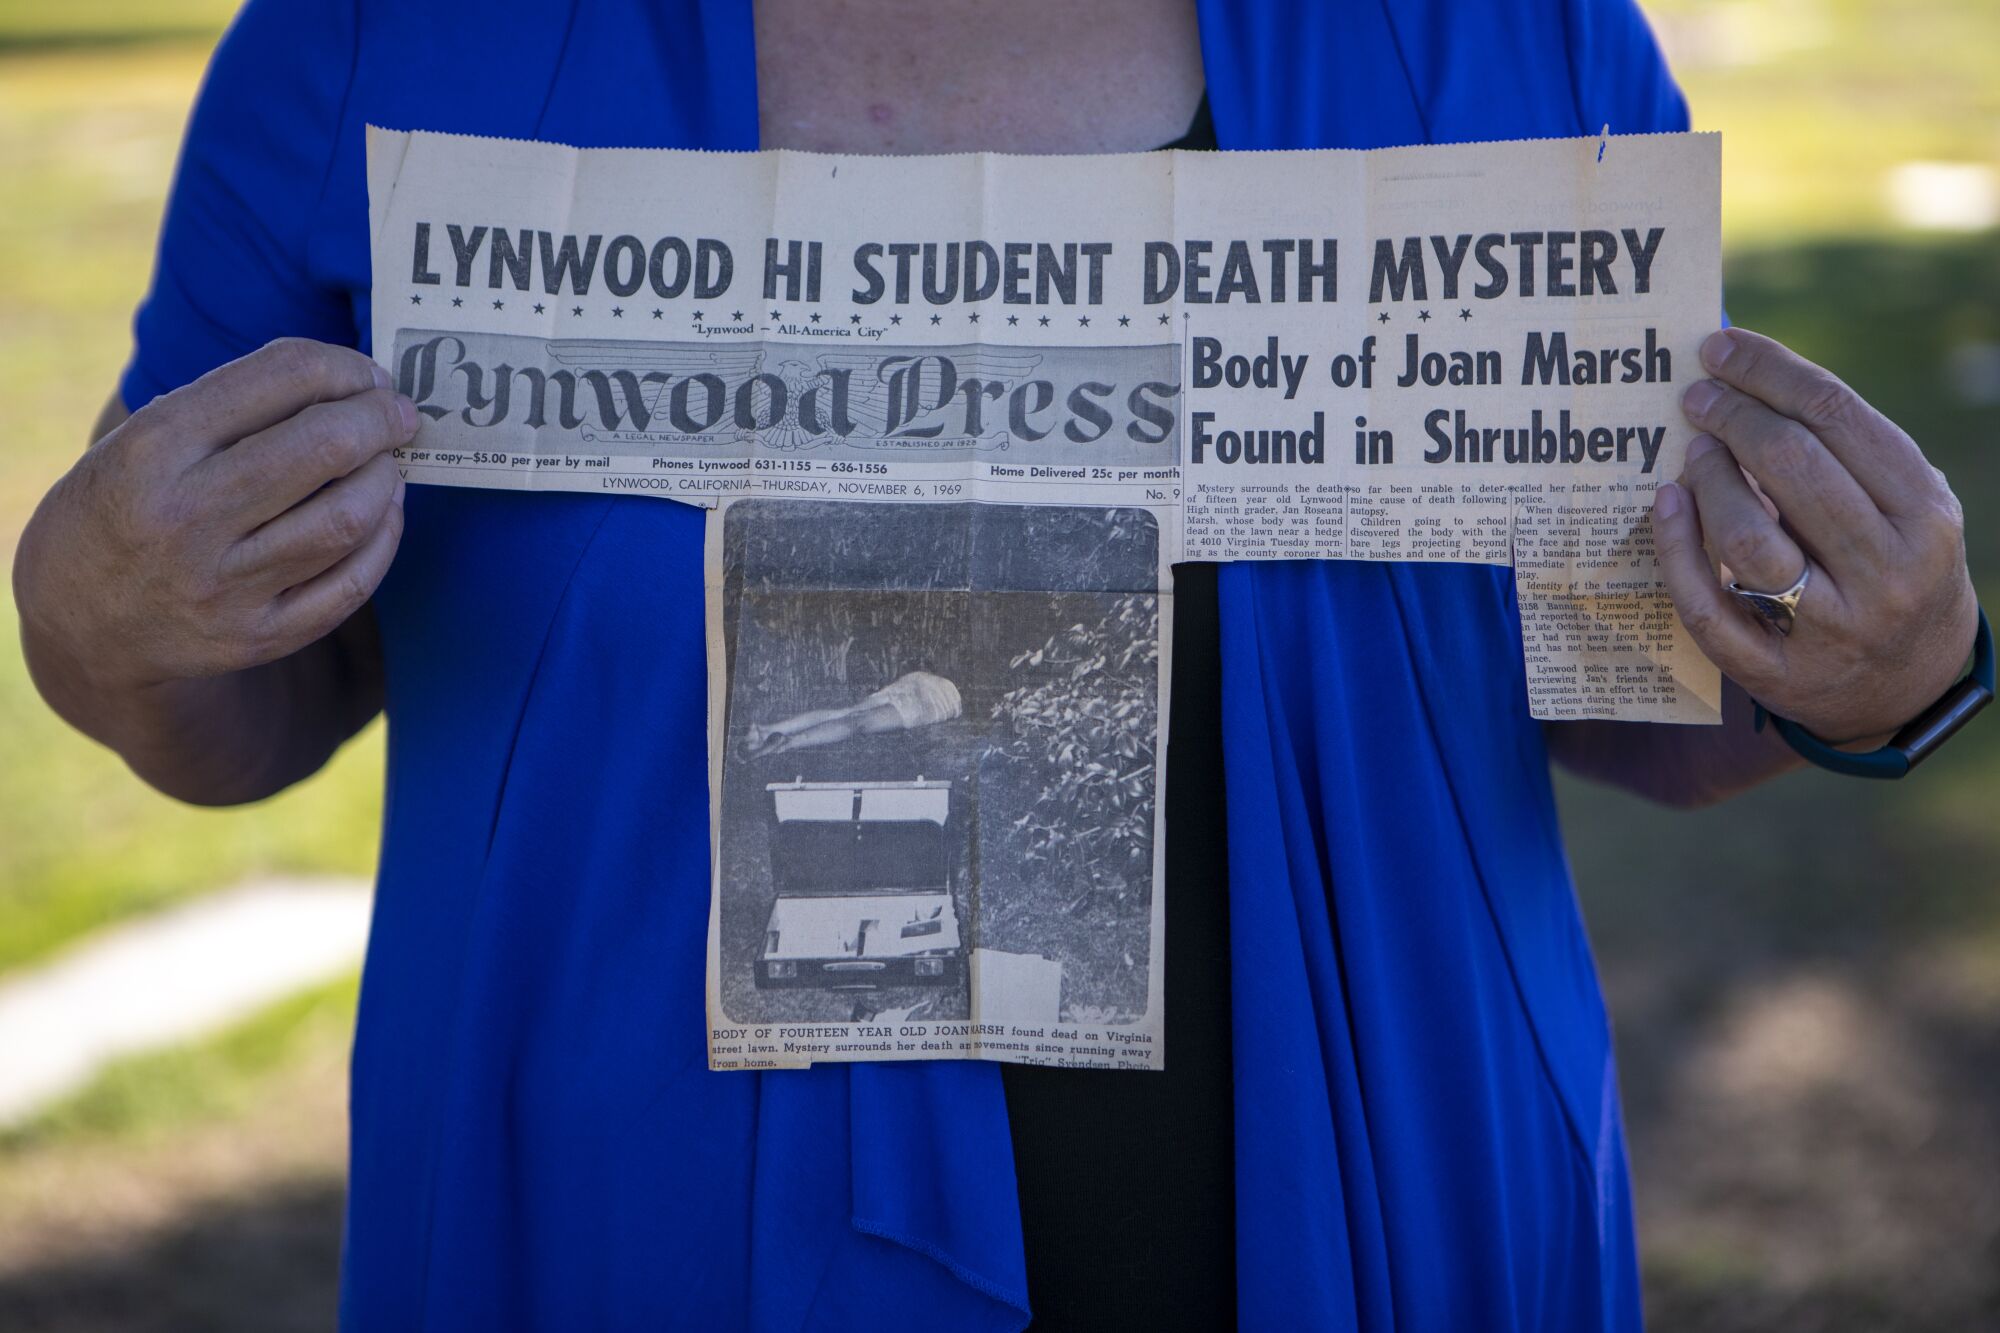 LYNWOOD HI STUDENT DEATH MYSTERY
"Lynwood — All-America City"
Lynwood Press
A LEGAL NEWSPAPER
ESTABLISHED IN 1928
0c per copy—$5.00 per year by mail Phones Lynwood 631-1155 — 636-1556 Home Delivered 25c per month
V LYNWOOD, CALIFORNIA—THURSDAY, NOVEMBER 6, 1969 No. 9
Body of Joan Marsh
Found in Shrubbery
Mystery surrounds the death
of fifteen year old Lynwood
High ninth grader, Jan Roseana
Marsh, whose body was found
dead on the lawn near a hedge
at 4010 Virginia Tuesday morn-
ing as the county coroner has
so far been unable to deter-
mine cause of death following
autopsy.
Children going to school
discovered the body with the
bare legs projecting beyond
the bushes and one of the girls
called her father who notif
police.
When discovered rigor m
had set in indicating death
been several hours previ
The face and nose was cove
by a bandana but there was
immediate evidence of f
play.
Identity of the teenager w
by her mother, Shirley Lawton
3158 Banning, Lynwood, who
had reported to Lynwood police
in late October that her daugh-
ter had run away from home
and has not been seen by her
since.
Lynwood police are now in-
terviewing Jan's friends and
classmates in an effort to trace
her actions during the time she
had been missing.
BODY OF FOURTEEN YEAR OLD JOAN MARSH found dead on Virginia
street lawn. Mystery surrounds her death an movements since running away
from home. "Trig" Svendsen Photo